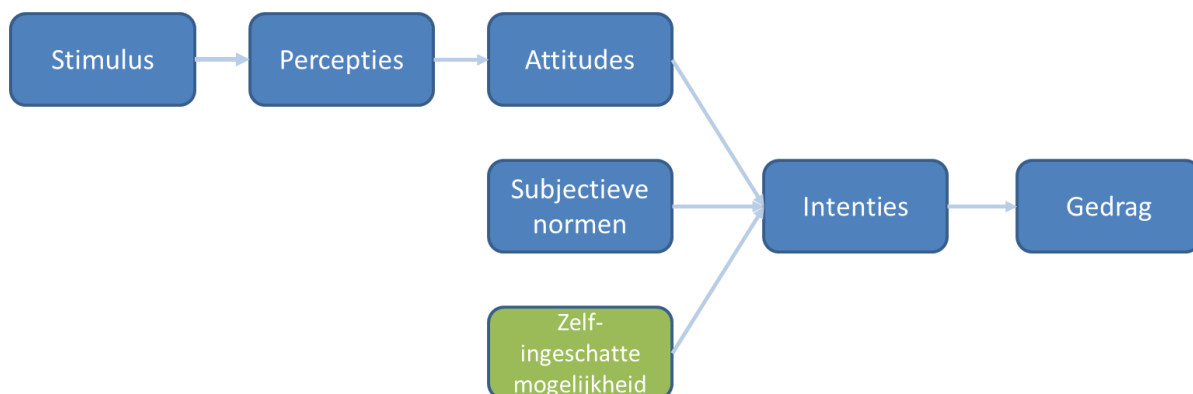 Stimulus
Percepties
Attitudes
Subjectieve
normen
Intenties
Gedrag
Zelf-
ingeschatte
mogelijkheid